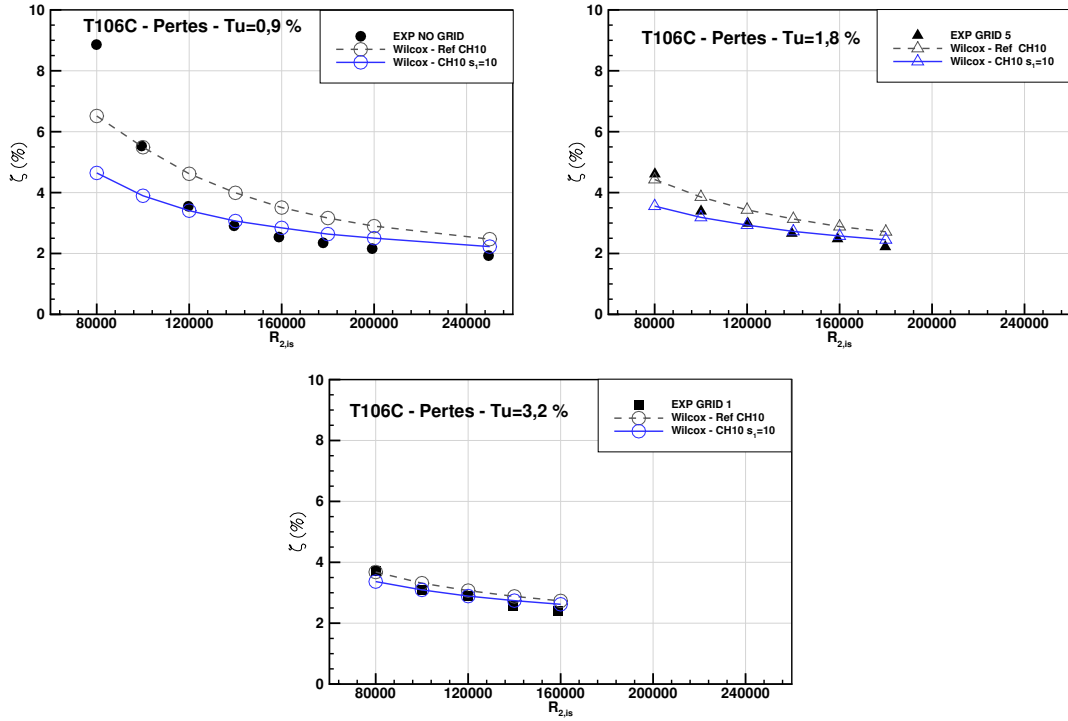 T106C - Pertes - Tu=0,9 %
EXP NO GRID
Wilcox - Ref CH10
Wilcox - CH10 s₁=10
ζ (%)
10
8
6
4
2
0
80000 120000 160000 200000 240000
R₂,ᵢₛ
T106C - Pertes - Tu=1,8 %
EXP GRID 5
Wilcox - Ref CH10
Wilcox - CH10 s₁=10
ζ (%)
10
8
6
4
2
0
80000 120000 160000 200000 240000
R₂,ᵢₛ
T106C - Pertes - Tu=3,2 %
EXP GRID 1
Wilcox - Ref CH10
Wilcox - CH10 s₁=10
ζ (%)
10
8
6
4
2
0
80000 120000 160000 200000 240000
R₂,ᵢₛ